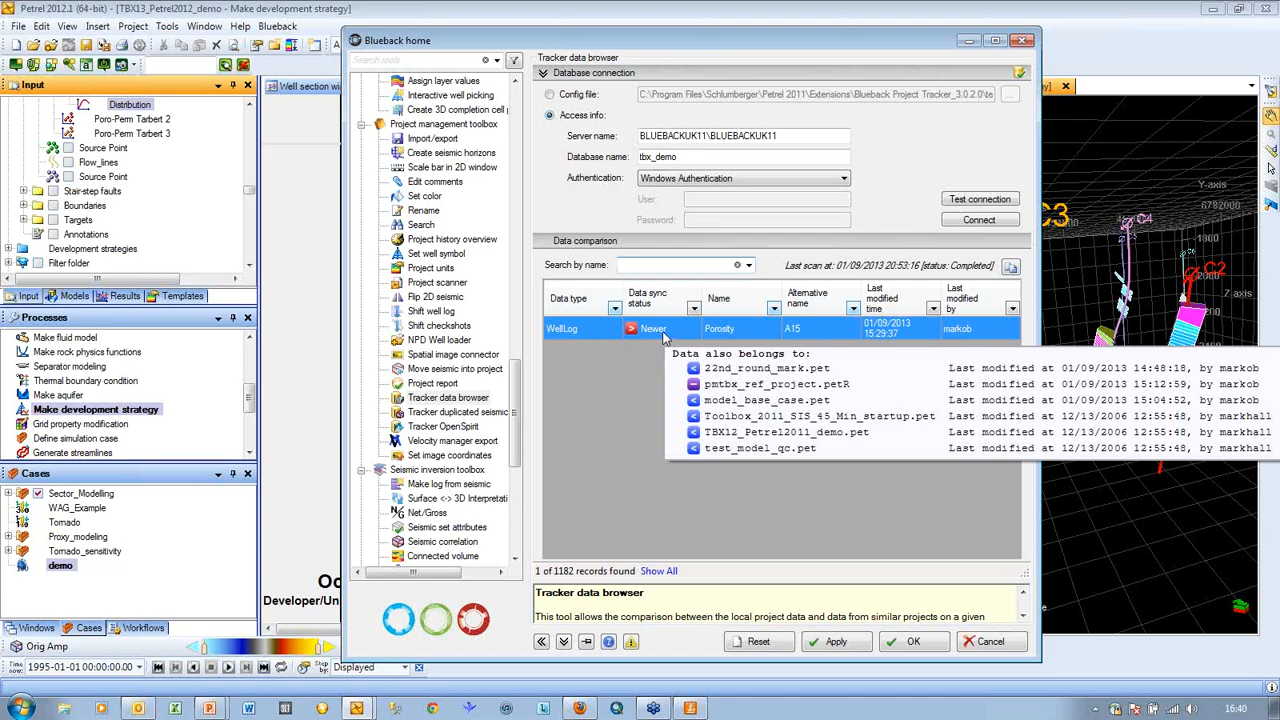 Petrel 2012.1 (64-bit) - [TBX13_Petrel2012_demo - Make development strategy]
File Edit View Insert Project Tools Window Help Blueback
Input
Distribution
Poro-Perm Tarbert 2
Poro-Perm Tarbert 3
Source Point
Flow_lines
Source Point
Stair-step faults
Boundaries
Targets
Annotations
Development strategies
Filter folder
Input Models Results Templates
Processes
Make fluid model
Separator modeling
Thermal boundary condition
Make aquifer
Make development strategy
Grid property modification
Define simulation case
Generate streamlines
Cases
Sector_Modelling
WAG_Example
Tornado
Proxy_modeling
Tornado_sensitivity
demo
Windows Cases Workflows
Orig Amp
Time now: 1995-01-01 00:00:00.00
Step by: Displayed
Well section wi
Developer/Un
Blueback home
Search tools
Assign layer values
Interactive well picking
Create 3D completion cell
Project management toolbox
Import/export
Create seismic horizons
Scale bar in 2D window
Edit comments
Set color
Rename
Search
Project history overview
Set well symbol
Project units
Project scanner
Flip 2D seismic
Shift well log
Shift checkshots
NPD Well loader
Spatial image connector
Move seismic into project
Project report
Tracker data browser
Tracker duplicated seismic
Tracker OpenSpirit
Velocity manager export
Set image coordinates
Seismic inversion toolbox
Make log from seismic
Surface <-> 3D Interpretati
Net/Gross
Seismic set attributes
Seismic correlation
Connected volume
Tracker data browser
Database connection
Config file: C:\Program Files\Schlumberger\Petrel 2011\Extensions\Blueback Project Tracker_3.0.2.0\te ...
Access info:
Server name: BLUEBACKUK11\BLUEBACKUK11
Database name: tbx_demo
Authentication: Windows Authentication
User: Test connection
Password: Connect
Data comparison
Search by name: Last scan at: 01/09/2013 20:53:16 [status: Completed]
Data type Data sync status Name Alternative name Last modified time Last modified by
WellLog > Newer Porosity A15 01/09/2013 15:29:37 markob
Data also belongs to:
< 22nd_round_mark.pet Last modified at 01/09/2013 14:48:18, by markob
pmtbx_ref_project.petR Last modified at 01/09/2013 15:12:59, by markob
< model_base_case.pet Last modified at 01/09/2013 15:04:52, by markob
< Toolbox_2011_SIS_45_Min_startup.pet Last modified at 12/13/2006 12:55:48, by markhall
< TBX12_Petrel2011_demo.pet Last modified at 12/13/2006 12:55:48, by markhall
< test_model_qc.pet Last modified at 12/13/2006 12:55:48, by markhall
1 of 1182 records found Show All
Tracker data browser
This tool allows the comparison between the local project data and data from similar projects on a given
Reset Apply OK Cancel
Y-axis
6782000
C3
C4
C2
1800
2000
16:40